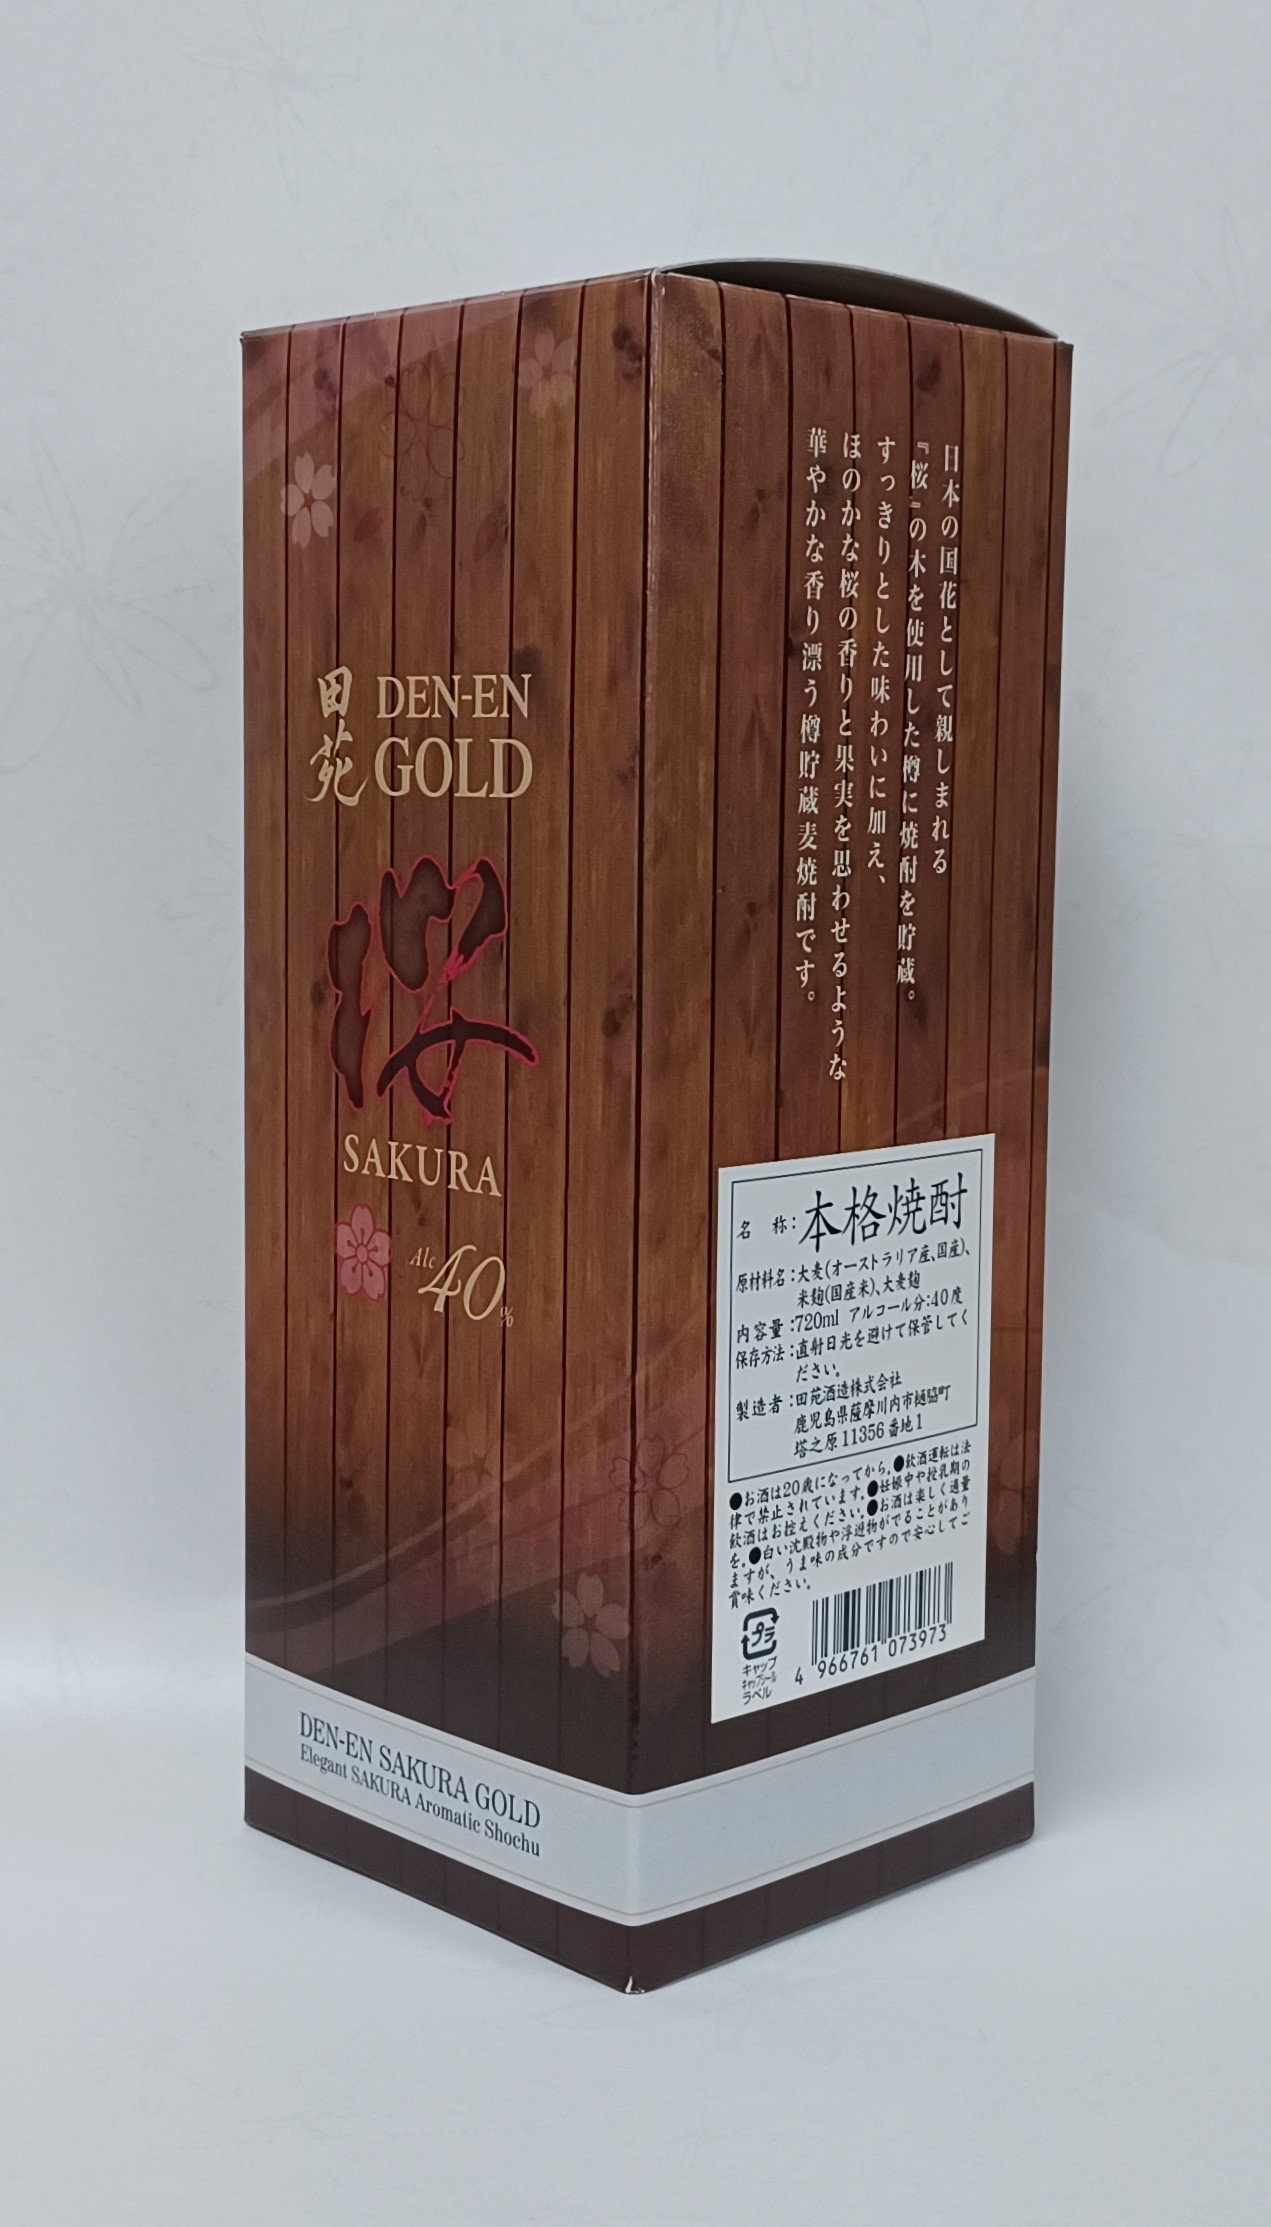 田苑
DEN-EN
GOLD
桜
SAKURA
Alc 40%
DEN-EN SAKURA GOLD
Elegant SAKURA Aromatic Shochu
日本の国花として親しまれる
『桜』の木を使用した樽に焼酎を貯蔵。
すっきりとした味わいに加え、
ほのかな桜の香りと果実を思わせるような
華やかな香り漂う樽貯蔵麦焼酎です。
名 称:本格焼酎
原材料名:大麦(オーストラリア産、国産)、
米麹(国産米)、大麦麹
内容量:720ml アルコール分:40度
保存方法:直射日光を避けて保管してく
ださい。
製造者:田苑酒造株式会社
鹿児島県薩摩川内市樋脇町
塔之原11356番地1
●お酒は20歳になってから。●飲酒運転は法
律で禁止されています。●妊娠中や授乳期の
飲酒はお控えください。●お酒は楽しく適量
を。●白い沈殿物や浮遊物がでることがあり
ますが、うま味の成分ですので安心してご
賞味ください。
プラ
キャップ
キャップシール
ラベル
4 966761 073973